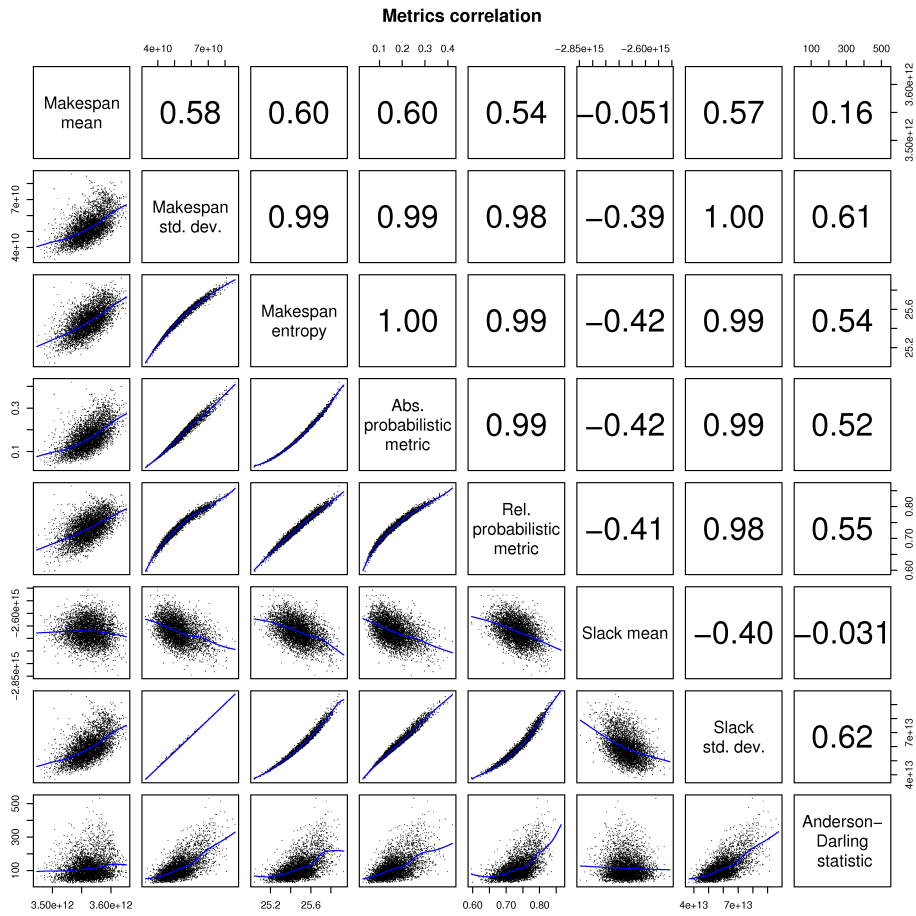 Metrics correlation
4e+10 7e+10 0.1 0.2 0.3 0.4 −2.85e+15 −2.60e+15 100 300 500
Makespan
mean
0.58 0.60 0.60 0.54 −0.051 0.57 0.16
3.50e+12 3.60e+12
4e+10 7e+10
Makespan
std. dev.
0.99 0.99 0.98 −0.39 1.00 0.61
Makespan
entropy
1.00 0.99 −0.42 0.99 0.54
25.2 25.6
0.1 0.3
Abs.
probabilistic
metric
0.99 −0.42 0.99 0.52
Rel.
probabilistic
metric
−0.41 0.98 0.55
0.60 0.70 0.80
−2.85e+15 −2.60e+15
Slack mean
−0.40 −0.031
Slack
std. dev.
0.62
4e+13 7e+13
100 300 500
Anderson−
Darling
statistic
3.50e+12 3.60e+12 25.2 25.6 0.60 0.70 0.80 4e+13 7e+13